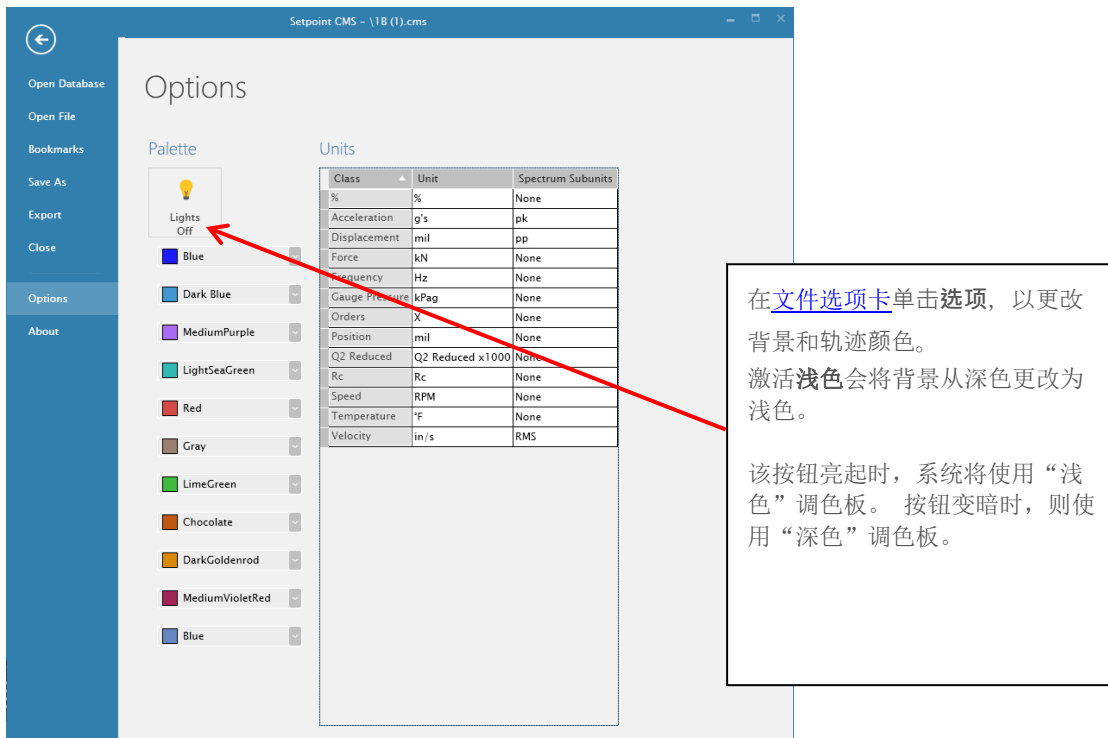 Setpoint CMS – \1B (1).cms
Open Database
Open File
Bookmarks
Save As
Export
Close
Options
About
Options
Palette
Lights
Off
Blue
Dark Blue
MediumPurple
LightSeaGreen
Red
Gray
LimeGreen
Chocolate
DarkGoldenrod
MediumVioletRed
Blue
Units
Class Unit Spectrum Subunits
% % None
Acceleration g's pk
Displacement mil pp
Force kN None
Frequency Hz None
Gauge Pressure kPag None
Orders X None
Position mil None
Q2 Reduced Q2 Reduced x1000 None
Rc Rc None
Speed RPM None
Temperature °F None
Velocity in/s RMS
在文件选项卡单击选项，以更改
背景和轨迹颜色。
激活浅色会将背景从深色更改为
浅色。
该按钮亮起时，系统将使用“浅
色”调色板。 按钮变暗时，则使
用“深色”调色板。